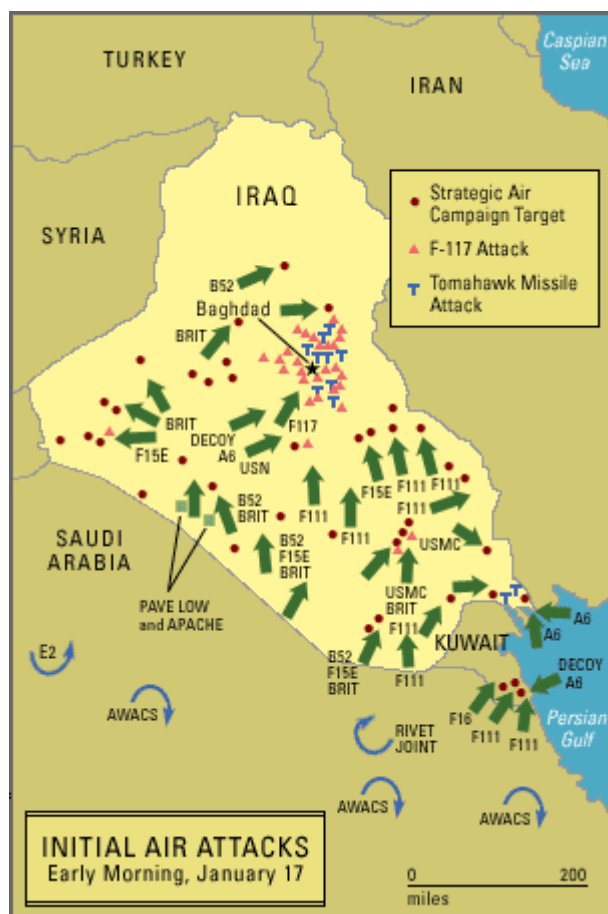 Caspian
Sea
TURKEY
IRAN
IRAQ
SYRIA
Strategic Air
Campaign Target
F-117 Attack
Tomahawk Missile
Attack
B52
Baghdad
BRIT
BRIT
F15E
DECOY
A6
USN
F117
F15E
F111
F111
F111
B52
BRIT
F111
F111
USMC
SAUDI
ARABIA
B52
F15E
BRIT
PAVE LOW
and APACHE
USMC
BRIT
F111
KUWAIT
A6
A6
E2
B52
F15E
BRIT
F111
DECOY
A6
AWACS
RIVET
JOINT
F16
F111
F111
Persian
Gulf
AWACS
AWACS
INITIAL AIR ATTACKS
Early Morning, January 17
0 200
miles